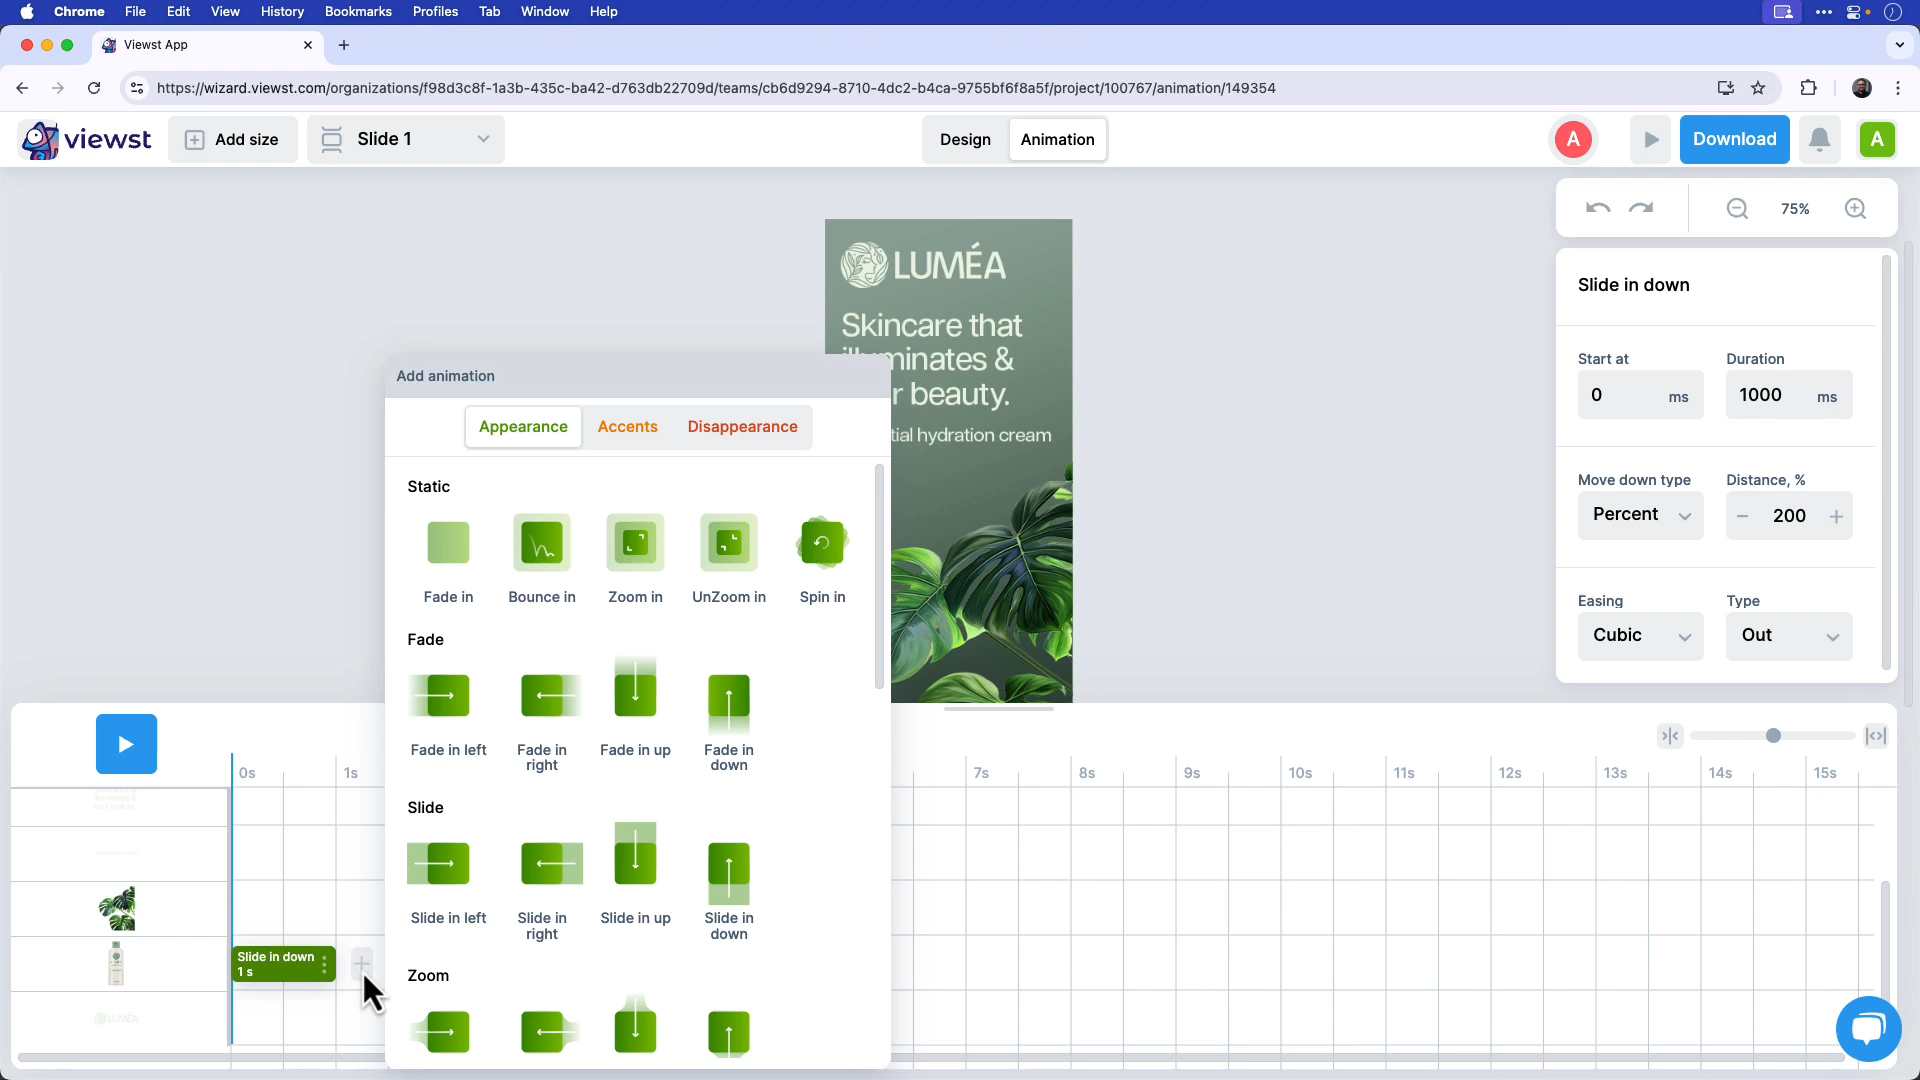 Chrome File Edit View History Bookmarks Profiles Tab Window Help
Viewst App
https://wizard.viewst.com/organizations/f98d3c8f-1a3b-435c-ba42-d763db22709d/teams/cb6d9294-8710-4dc2-b4ca-9755bf6f8a5f/project/100767/animation/149354
viewst Add size Slide 1 Design Animation A Download A
75%
LUMÉA
Skincare that
minates &
r beauty.
tial hydration cream
Slide in down
Start at Duration
0 ms 1000 ms
Move down type Distance, %
Percent 200
Easing Type
Cubic Out
Add animation
Appearance Accents Disappearance
Static
Fade in Bounce in Zoom in UnZoom in Spin in
Fade
Fade in left Fade in right Fade in up Fade in down
Slide
Slide in left Slide in right Slide in up Slide in down
Zoom
0s 1s 7s 8s 9s 10s 11s 12s 13s 14s 15s
Slide in down
1 s
LUMÉA